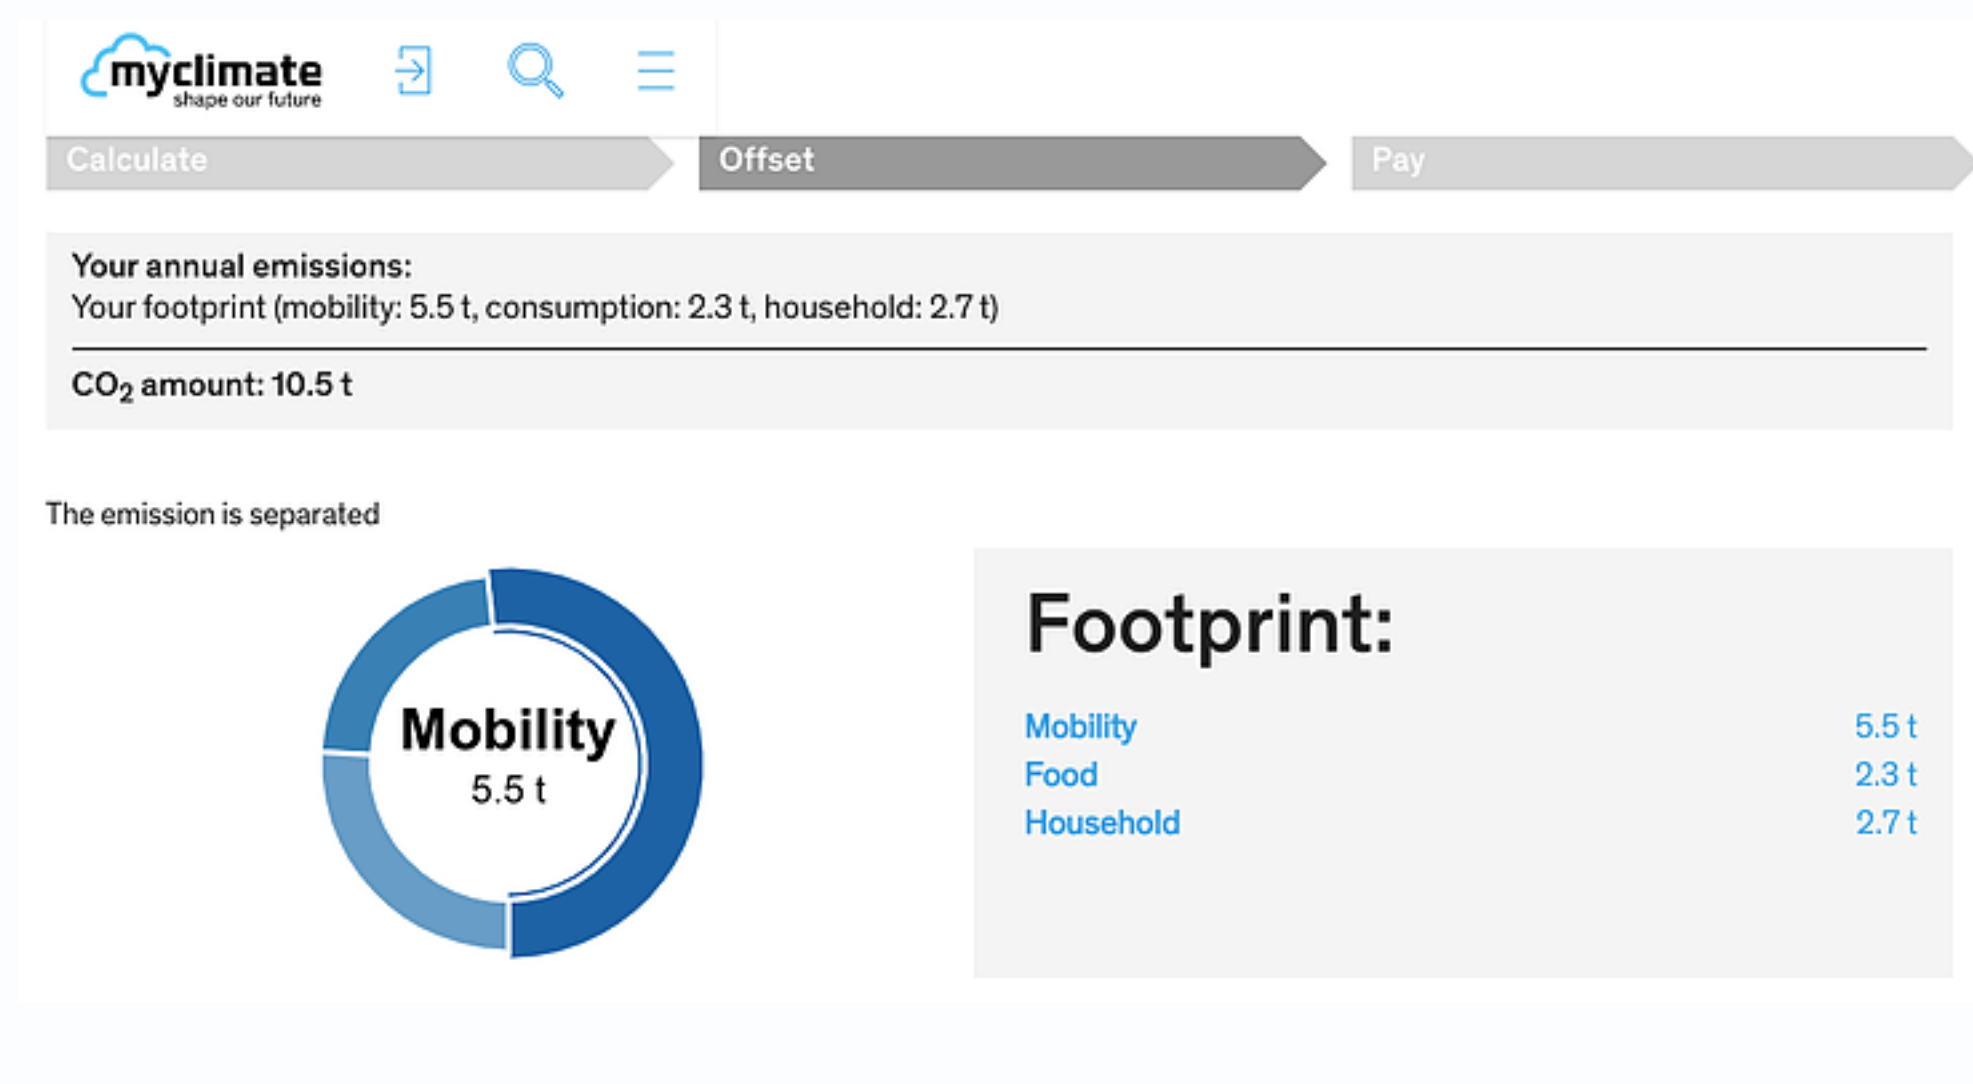 myclimate
shape our future
Calculate
Offset
Pay
Your annual emissions:
Your footprint (mobility: 5.5 t, consumption: 2.3 t, household: 2.7 t)
CO₂ amount: 10.5 t
The emission is separated
Mobility
5.5 t
Footprint:
Mobility 5.5 t
Food 2.3 t
Household 2.7 t